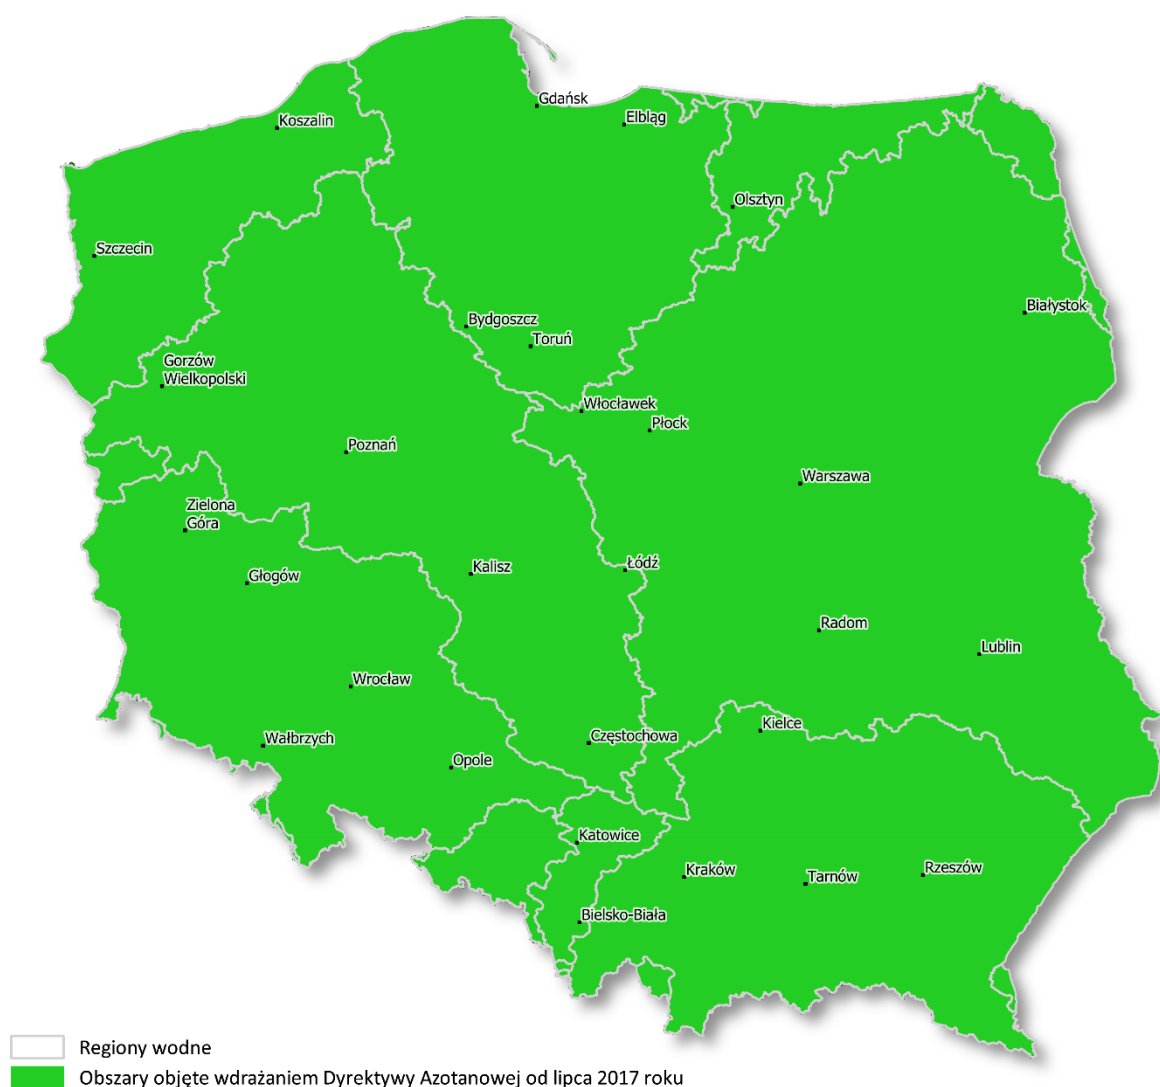 Gdańsk
Koszalin
Elbląg
Olsztyn
Szczecin
Białystok
Bydgoszcz
Toruń
Gorzów
Wielkopolski
Włocławek
Płock
Poznań
Warszawa
Zielona
Góra
Łódź
Kalisz
Głogów
Radom
Lublin
Wrocław
Kielce
Wałbrzych
Częstochowa
Opole
Katowice
Kraków
Tarnów
Rzeszów
Bielsko-Biała
Regiony wodne
Obszary objęte wdrażaniem Dyrektywy Azotanowej od lipca 2017 roku